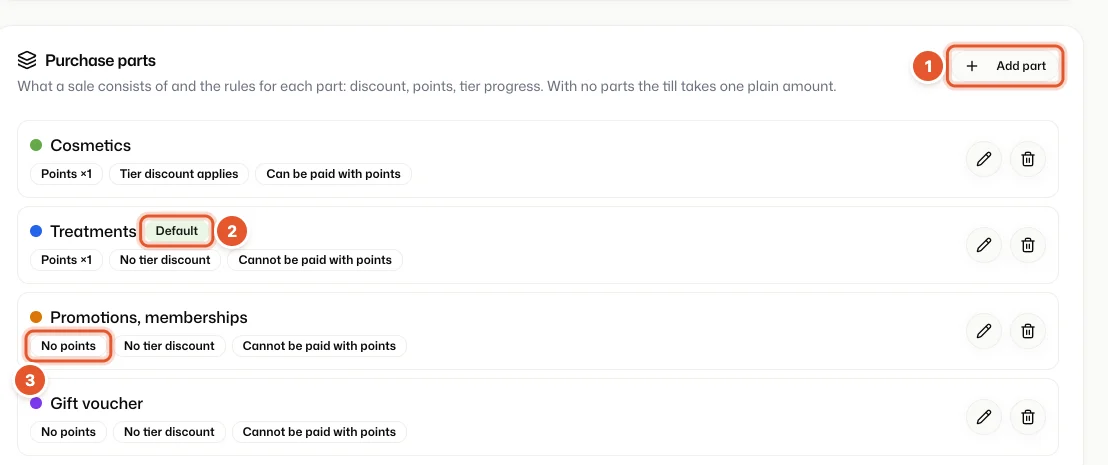 Purchase parts
1
+ Add part
What a sale consists of and the rules for each part: discount, points, tier progress. With no parts the till takes one plain amount.
Cosmetics
Points ×1 Tier discount applies Can be paid with points
Treatments Default 2
Points ×1 No tier discount Cannot be paid with points
Promotions, memberships
No points No tier discount Cannot be paid with points
3
Gift voucher
No points No tier discount Cannot be paid with points